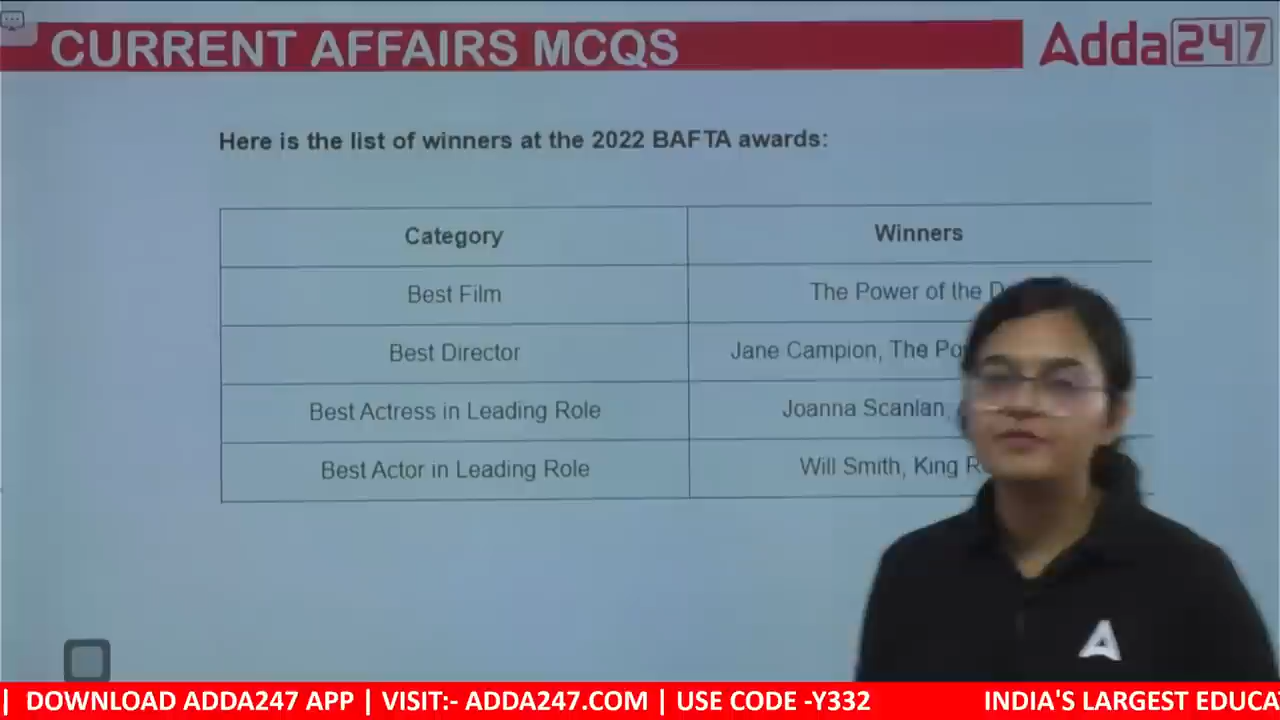 CURRENT AFFAIRS MCQS
Adda247
Here is the list of winners at the 2022 BAFTA awards:
Category Winners
Best Film The Power of the
Best Director Jane Campion, The
Best Actress in Leading Role Joanna Scanlan,
Best Actor in Leading Role Will Smith, King
| DOWNLOAD ADDA247 APP | VISIT:- ADDA247.COM | USE CODE -Y332 INDIA'S LARGEST